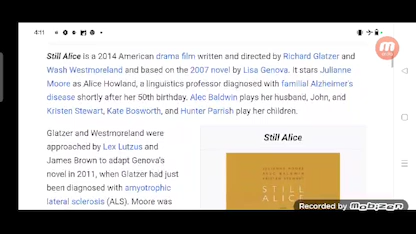 4:11
Still Alice is a 2014 American drama film written and directed by Richard Glatzer and
Wash Westmoreland and based on the 2007 novel by Lisa Genova. It stars Julianne
Moore as Alice Howland, a linguistics professor diagnosed with familial Alzheimer's
disease shortly after her 50th birthday. Alec Baldwin plays her husband, John, and
Kristen Stewart, Kate Bosworth, and Hunter Parrish play her children.
Glatzer and Westmoreland were
approached by Lex Lutzus and
James Brown to adapt Genova's
novel in 2011, when Glatzer had just
been diagnosed with amyotrophic
lateral sclerosis (ALS). Moore was
Still Alice
JULIANNE MOORE
STILL
ALICE
Recorded by Mobizen